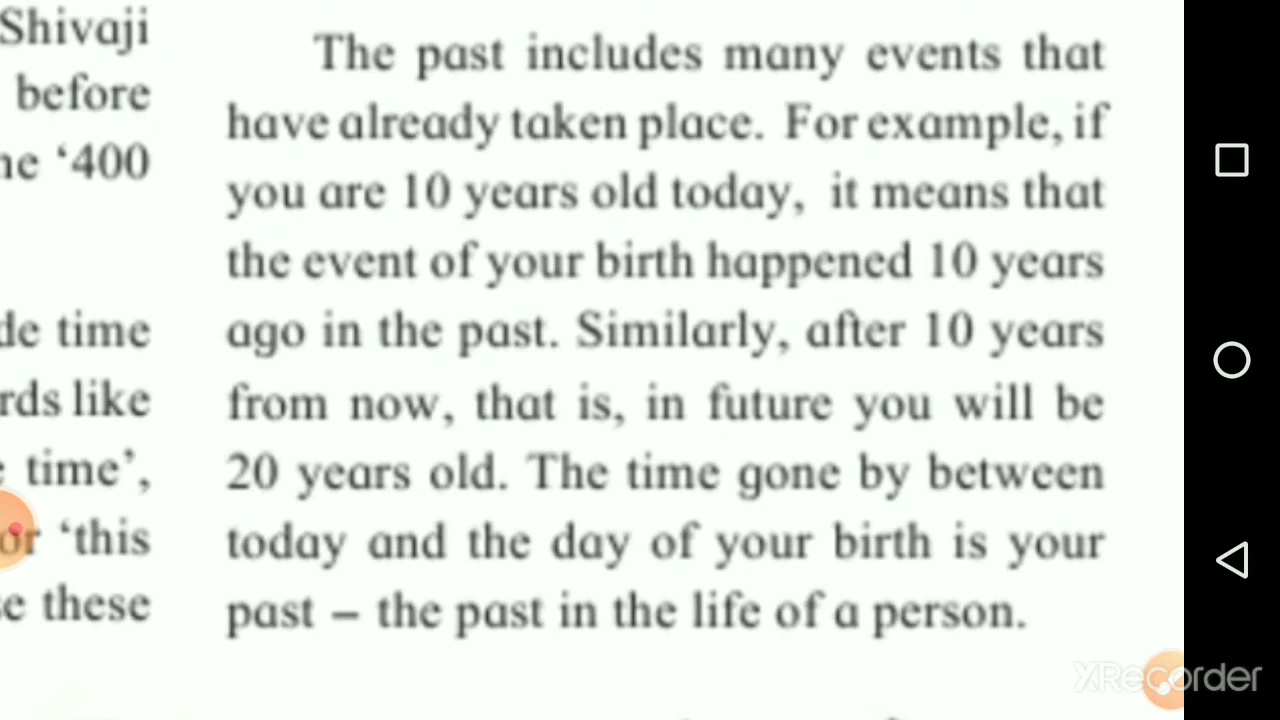 Shivaji
before
‘400
time
like
time’,
or ‘this
these
The past includes many events that
have already taken place. For example, if
you are 10 years old today, it means that
the event of your birth happened 10 years
ago in the past. Similarly, after 10 years
from now, that is, in future you will be
20 years old. The time gone by between
today and the day of your birth is your
past – the past in the life of a person.
XRecorder